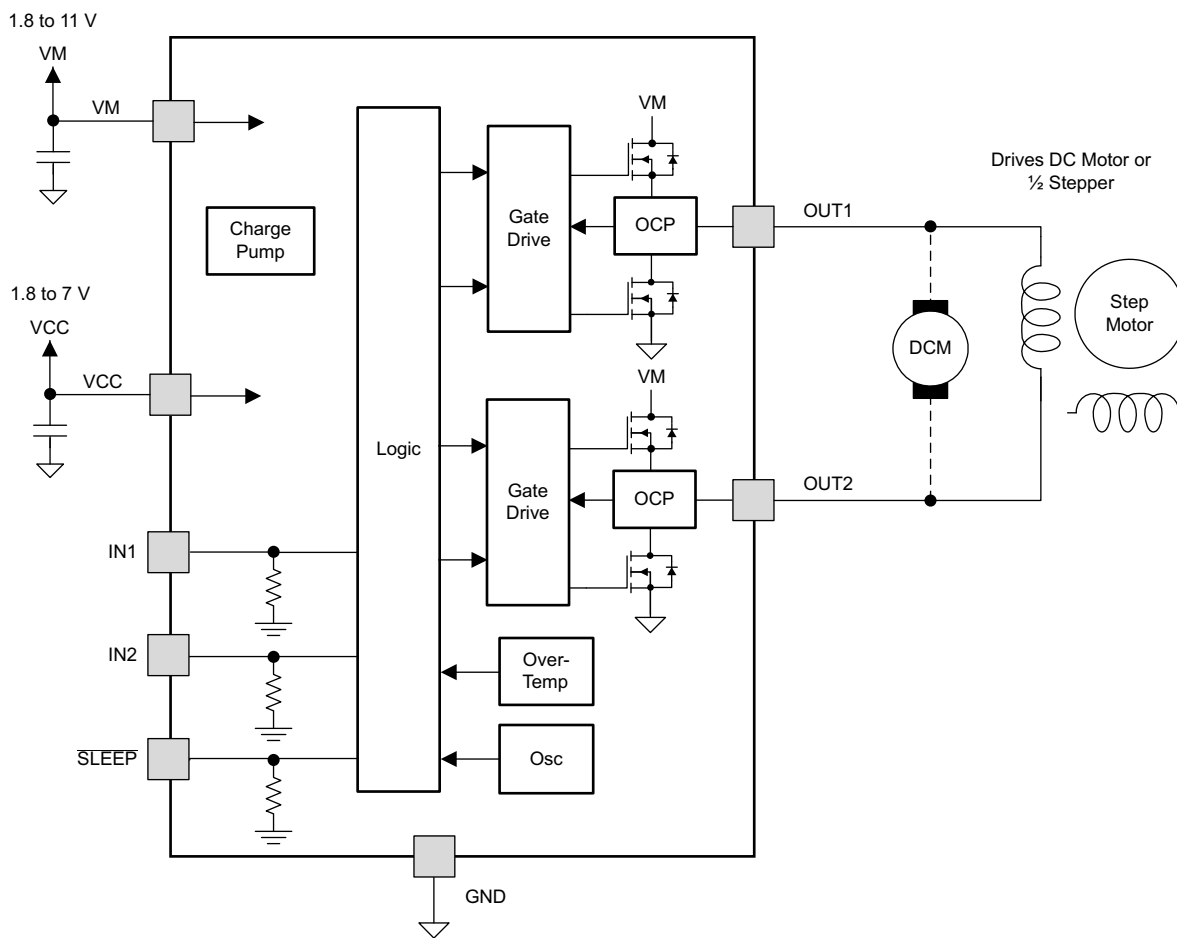 1.8 to 11 V
VM
VM
Charge
Pump
1.8 to 7 V
VCC
VCC
IN1
IN2
S̅L̅E̅E̅P̅
Logic
Gate
Drive
VM
OCP
OUT1
Gate
Drive
VM
OCP
OUT2
Over-
Temp
Osc
GND
Drives DC Motor or
½ Stepper
DCM
Step
Motor